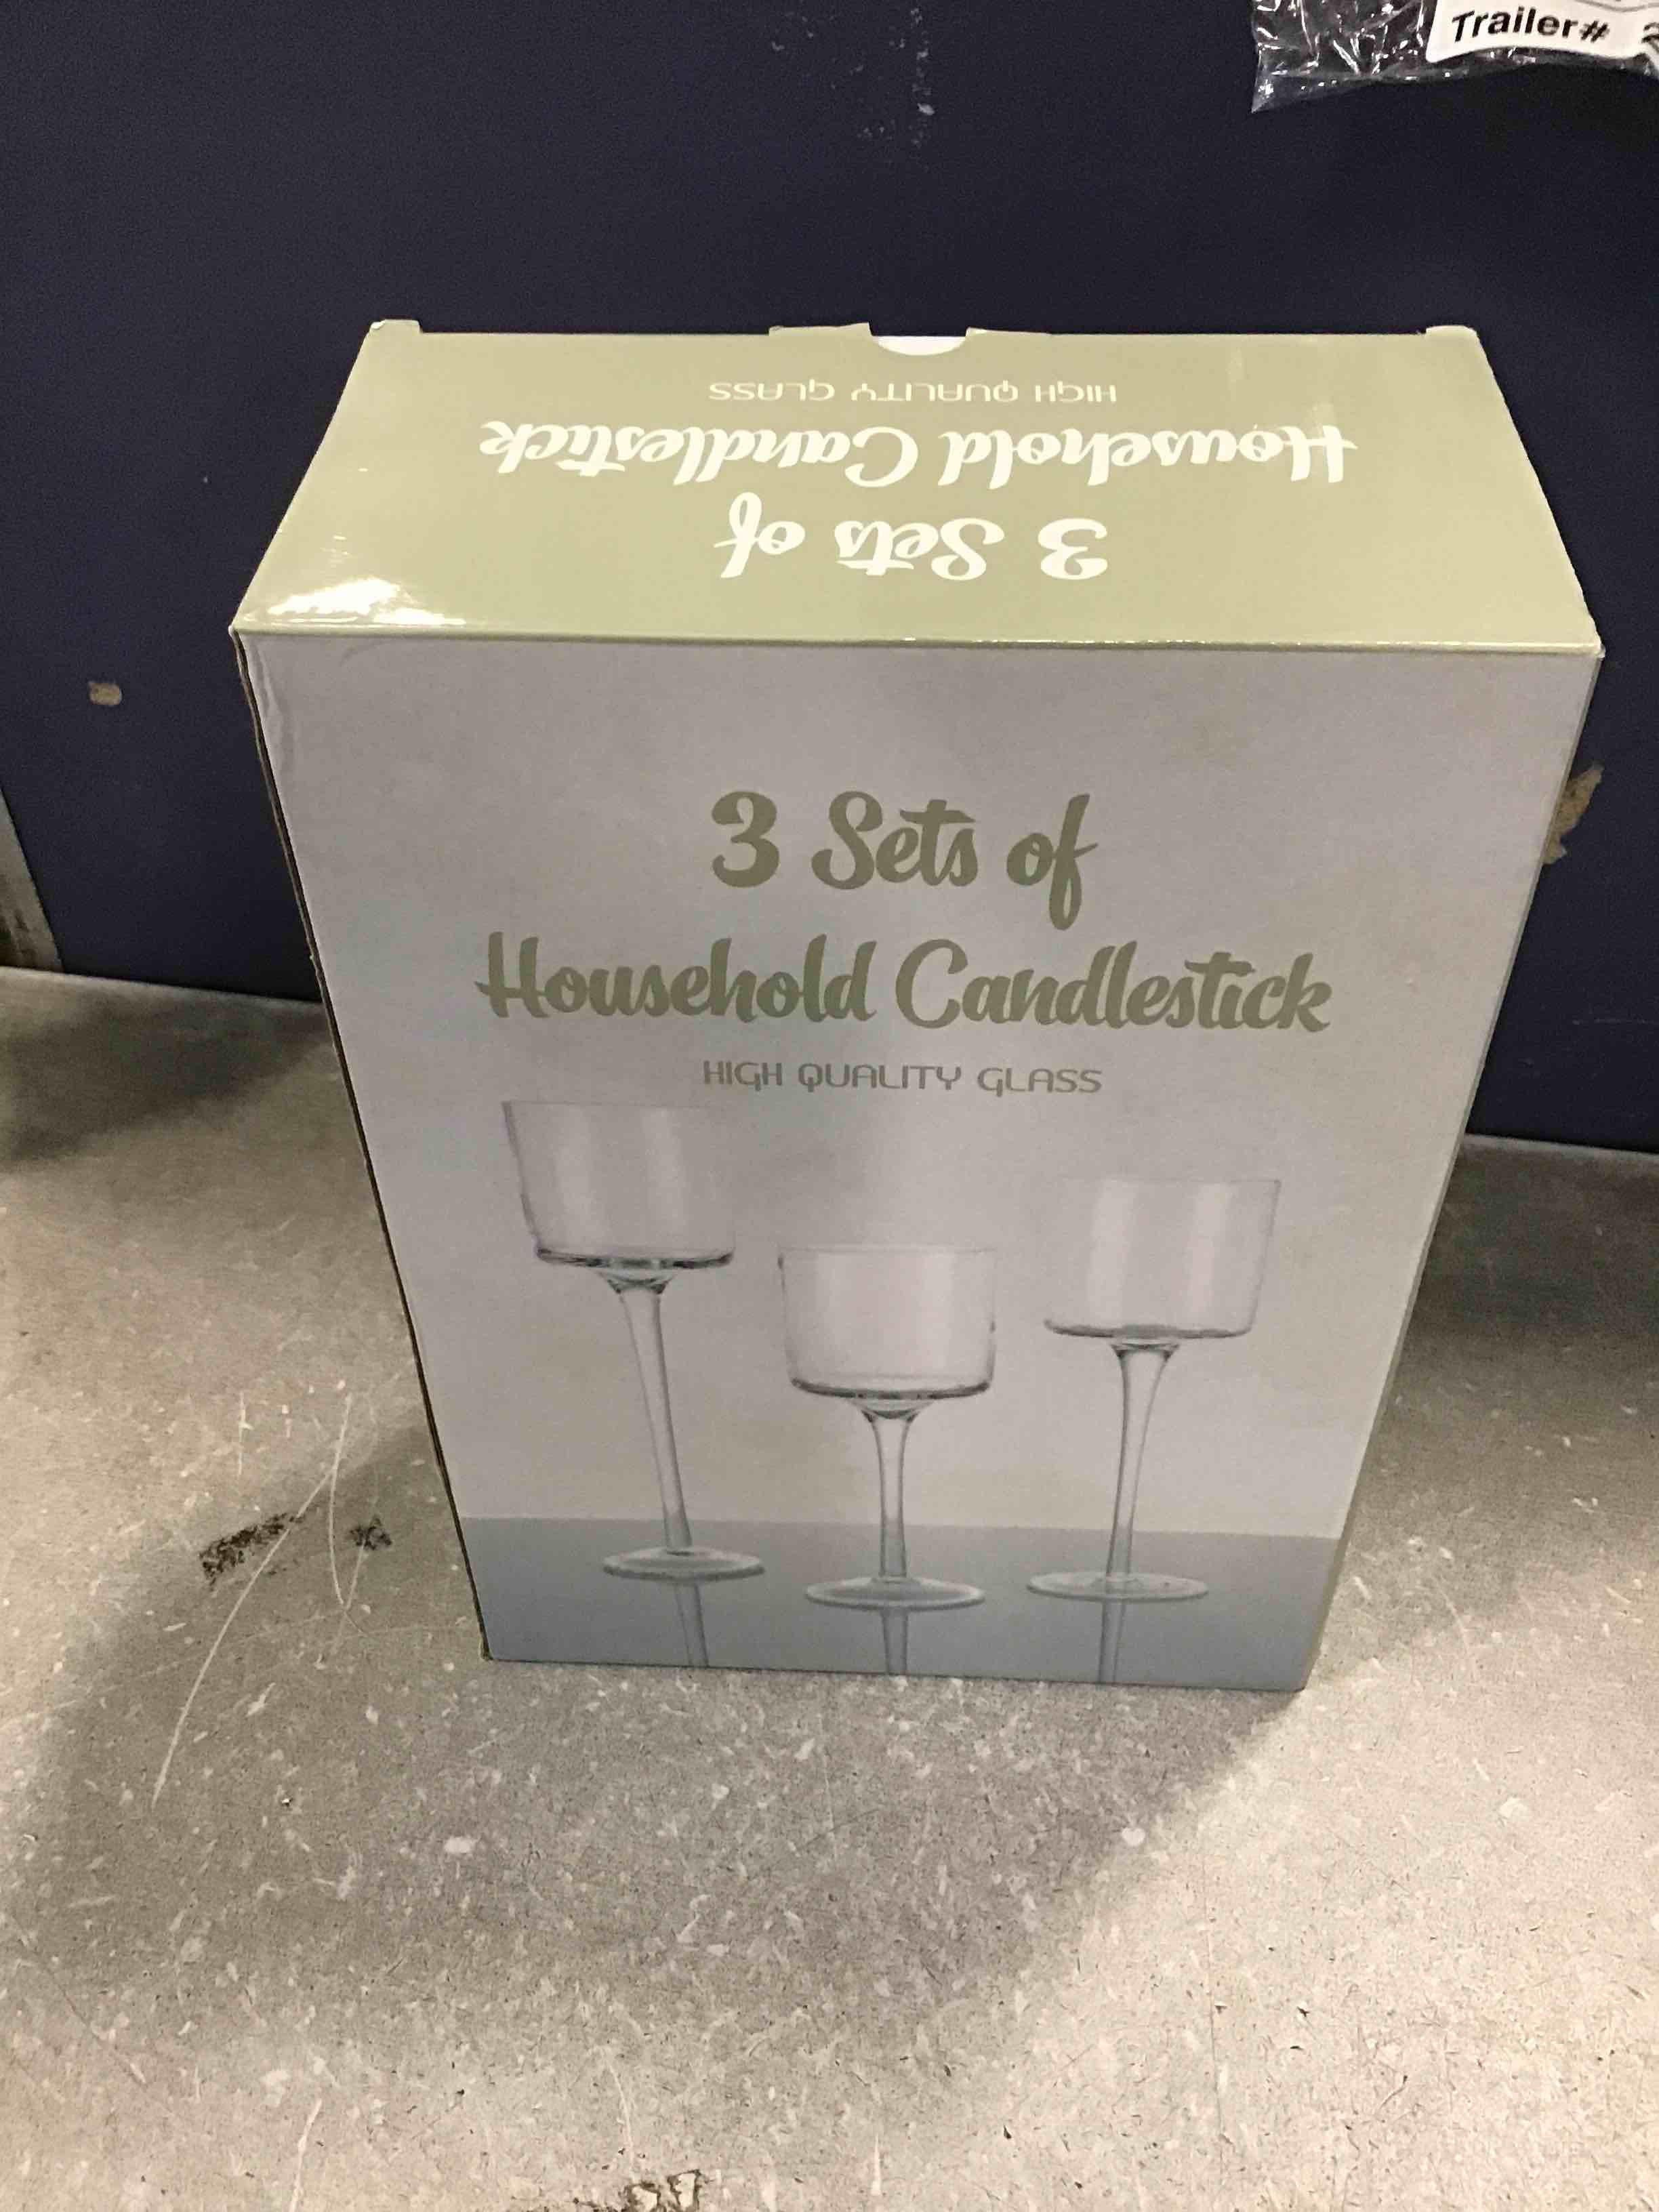 Trailer#
HIGH QUALITY GLASS
Household Candlestick
3 Sets of
3 Sets of
Household Candlestick
HIGH QUALITY GLASS